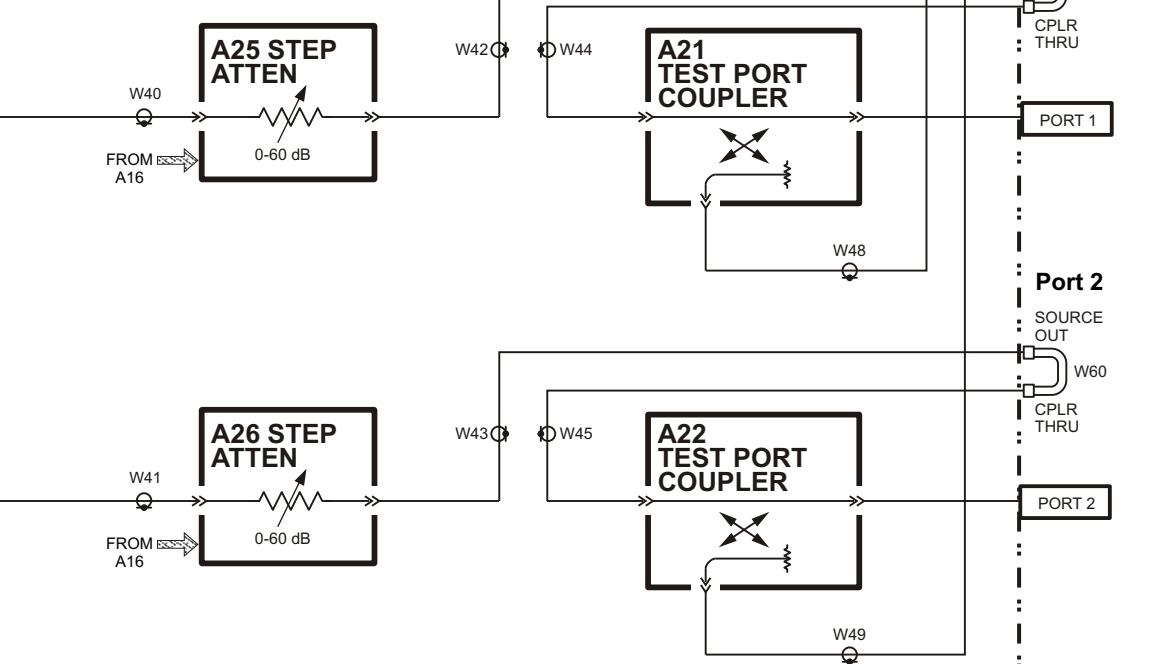 CPLR
THRU
A25 STEP
ATTEN
W40
0-60 dB
FROM
A16
W42
W44
A21
TEST PORT
COUPLER
PORT 1
W48
Port 2
SOURCE
OUT
W60
CPLR
THRU
A26 STEP
ATTEN
W41
0-60 dB
FROM
A16
W43
W45
A22
TEST PORT
COUPLER
PORT 2
W49